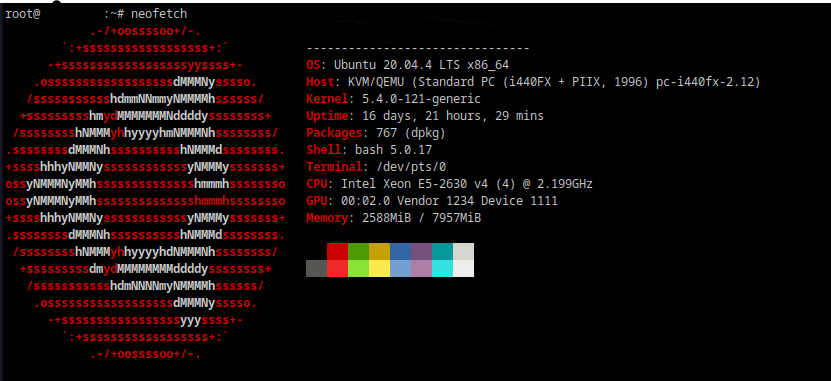 root@ :~# neofetch
.-/+oossssoo+/-.
`:+ssssssssssssssssss+:` -------------------------------
-+ssssssssssssssssssyyssss+- OS: Ubuntu 20.04.4 LTS x86_64
.ossssssssssssssssssdMMMNysssso. Host: KVM/QEMU (Standard PC (i440FX + PIIX, 1996) pc-i440fx-2.12)
/ssssssssssshdmmNNmmyNMMMMhssssss/ Kernel: 5.4.0-121-generic
+ssssssssshmydMMMMMMMNddddyssssssss+ Uptime: 16 days, 21 hours, 29 mins
/sssssssshNMMMyhhyyyyhmNMMMNhssssssss/ Packages: 767 (dpkg)
.ssssssssdMMMNhsssssssssshNMMMdssssssss. Shell: bash 5.0.17
+sssshhhyNMMNyssssssssssssyNMMMysssssss+ Terminal: /dev/pts/0
ossyNMMMNyMMhsssssssssssssshmmmhssssssso CPU: Intel Xeon E5-2630 v4 (4) @ 2.199GHz
ossyNMMMNyMMhsssssssssssssshmmmhssssssso GPU: 00:02.0 Vendor 1234 Device 1111
+sssshhhyNMMNyssssssssssssyNMMMysssssss+ Memory: 2588MiB / 7957MiB
.ssssssssdMMMNhsssssssssshNMMMdssssssss.
/sssssssshNMMMyhhyyyyhdNMMMNhssssssss/
+sssssssssdmydMMMMMMMMddddyssssssss+
/ssssssssssshdmNNNNmyNMMMMhssssss/
.ossssssssssssssssssdMMMNysssso.
-+sssssssssssssssssyyyssss+-
`:+ssssssssssssssssss+:`
.-/+oossssoo+/-.